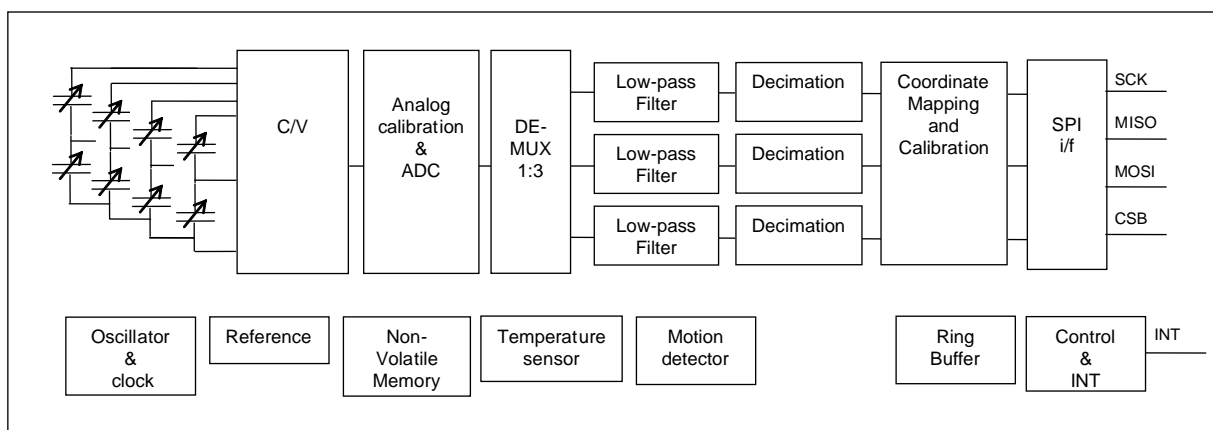 C/V
Analog
calibration
&
ADC
DE-
MUX
1:3
Low-pass
Filter
Low-pass
Filter
Low-pass
Filter
Decimation
Decimation
Decimation
Coordinate
Mapping
and
Calibration
SPI
i/f
SCK
MISO
MOSI
CSB
Oscillator
&
clock
Reference
Non-
Volatile
Memory
Temperature
sensor
Motion
detector
Ring
Buffer
Control
&
INT
INT